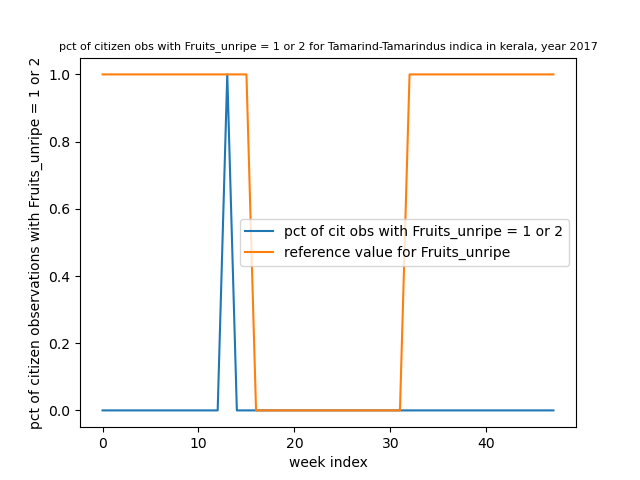 pct of citizen obs with Fruits_unripe = 1 or 2 for Tamarind-Tamarindus indica in kerala, year 2017
pct of citizen observations with Fruits_unripe = 1 or 2
1.0
0.8
0.6
0.4
0.2
0.0
pct of cit obs with Fruits_unripe = 1 or 2
reference value for Fruits_unripe
0
10
20
30
40
week index